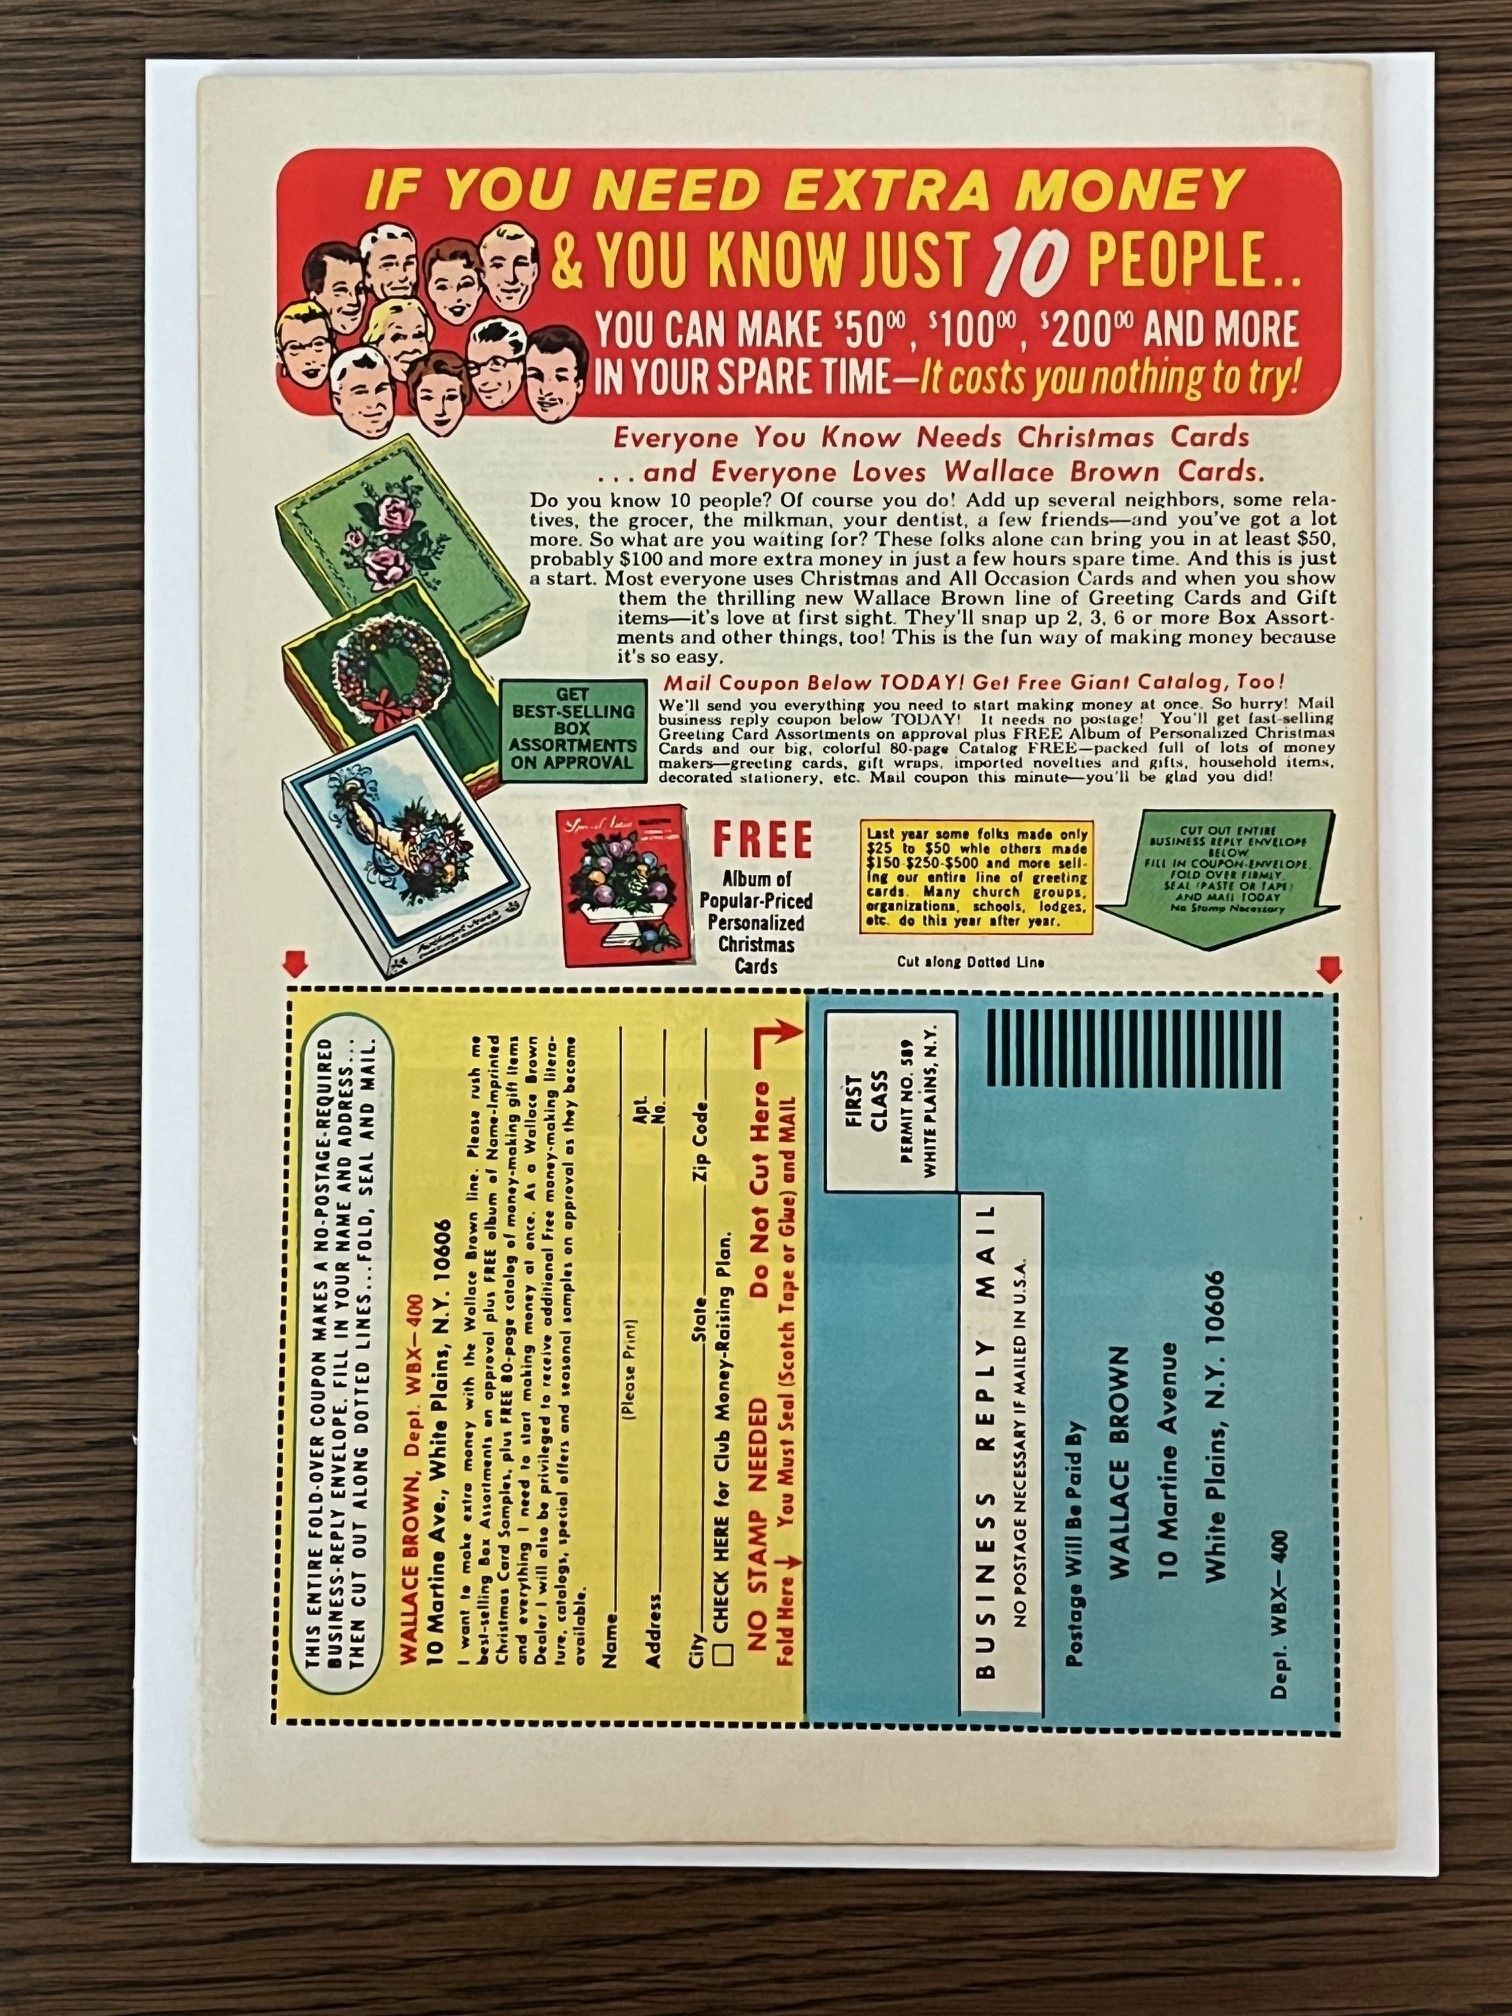 IF YOU NEED EXTRA MONEY
& YOU KNOW JUST 10 PEOPLE..
YOU CAN MAKE $50⁰⁰, $100⁰⁰, $200⁰⁰ AND MORE
IN YOUR SPARE TIME—It costs you nothing to try!
Everyone You Know Needs Christmas Cards
...and Everyone Loves Wallace Brown Cards.
Do you know 10 people? Of course you do! Add up several neighbors, some rela-
tives, the grocer, the milkman, your dentist, a few friends—and you've got a lot
more. So what are you waiting for? These folks alone can bring you in at least $50,
probably $100 and more extra money in just a few hours spare time. And this is just
a start. Most everyone uses Christmas and All Occasion Cards and when you show
them the thrilling new Wallace Brown line of Greeting Cards and Gift
items—it's love at first sight. They'll snap up 2, 3, 6 or more Box Assort-
ments and other things, too! This is the fun way of making money because
it's so easy.
GET
BEST-SELLING
BOX
ASSORTMENTS
ON APPROVAL
Mail Coupon Below TODAY! Get Free Giant Catalog, Too!
We'll send you everything you need to start making money at once. So hurry! Mail
business reply coupon below TODAY! It needs no postage! You'll get fast-selling
Greeting Card Assortments on approval plus FREE Album of Personalized Christmas
Cards and our big, colorful 80-page Catalog FREE—packed full of lots of money
makers—greeting cards, gift wraps, imported novelties and gifts, household items,
decorated stationery, etc. Mail coupon this minute—you'll be glad you did!
FREE
Album of
Popular-Priced
Personalized
Christmas
Cards
Last year some folks made only
$25 to $50 while others made
$150-$250-$500 and more sell-
ing our entire line of greeting
cards. Many church groups,
organizations, schools, lodges,
etc. do this year after year.
Cut along Dotted Line
CUT OUT ENTIRE
BUSINESS REPLY ENVELOPE
BELOW.
FILL IN COUPON-ENVELOPE,
FOLD OVER FIRMLY,
SEAL (PASTE OR TAPE)
AND MAIL TODAY
No Stamp Necessary
THIS ENTIRE FOLD-OVER COUPON MAKES A NO-POSTAGE-REQUIRED
BUSINESS-REPLY ENVELOPE. FILL IN YOUR NAME AND ADDRESS...
THEN CUT OUT ALONG DOTTED LINES...FOLD, SEAL AND MAIL.
WALLACE BROWN, Dept. WBX—400
10 Martine Ave., White Plains, N.Y. 10606
I want to make extra money with the Wallace Brown line. Please rush me
best-selling Box Assortments on approval plus FREE album of Name-Imprinted
Christmas Card Samples, plus FREE 80-page catalog of money-making gift items
and everything I need to start making money at once. As a Wallace Brown
Dealer I will also be privileged to receive additional Free money-making litera-
ture, catalogs, special offers and seasonal samples on approval as they become
available.
Name
(Please Print)
Address Apt. No.
City State Zip Code
CHECK HERE for Club Money-Raising Plan.
NO STAMP NEEDED Do Not Cut Here
Fold Here You Must Seal (Scotch Tape or Glue) and MAIL
FIRST
CLASS
PERMIT NO. 589
WHITE PLAINS, N.Y.
BUSINESS REPLY MAIL
NO POSTAGE NECESSARY IF MAILED IN U.S.A.
Postage Will Be Paid By
WALLACE BROWN
10 Martine Avenue
White Plains, N.Y. 10606
Dept. WBX—400